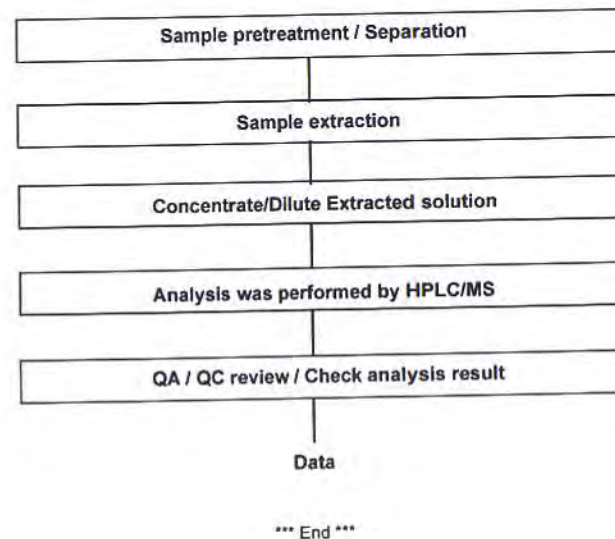 Sample pretreatment / Separation
Sample extraction
Concentrate/Dilute Extracted solution
Analysis was performed by HPLC/MS
QA / QC review / Check analysis result
Data
*** End ***